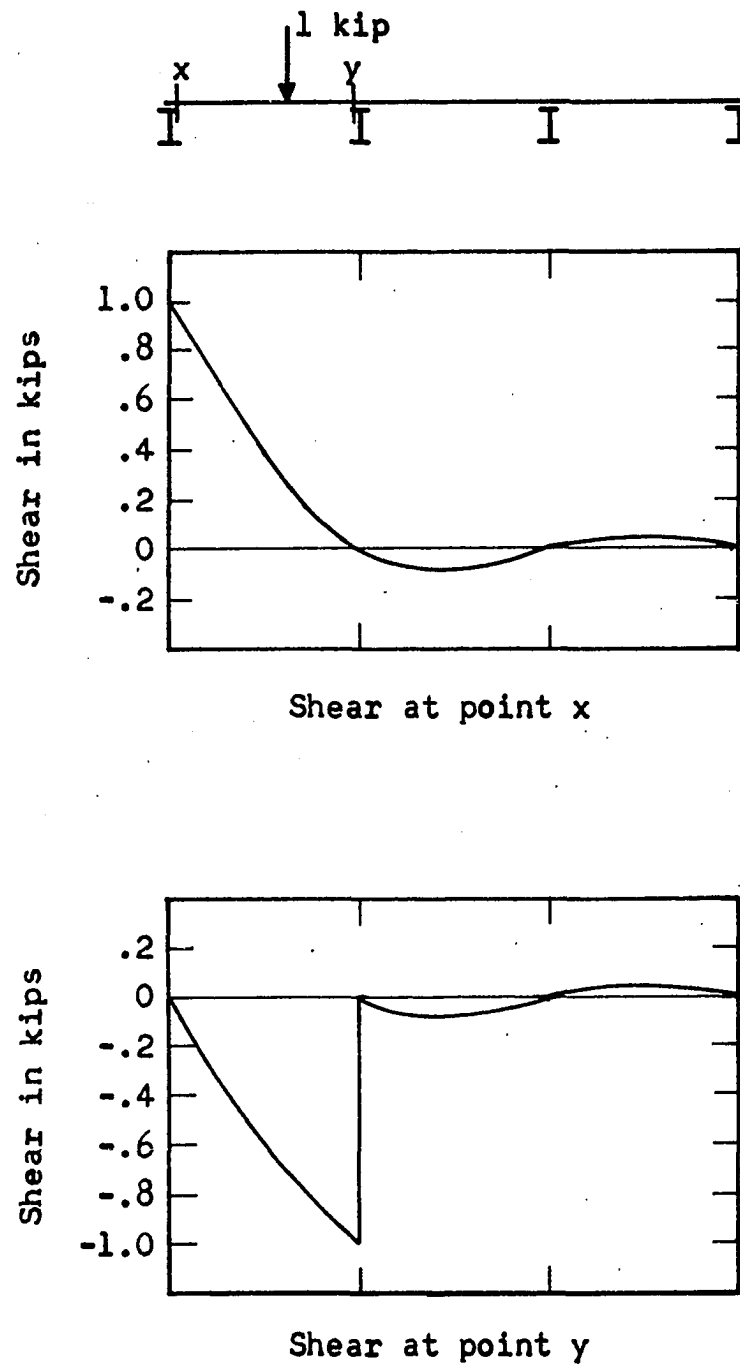 1 kip
x y
1.0
.8
.6
.4
.2
0
-.2
Shear in kips
Shear at point x
.2
0
-.2
-.4
-.6
-.8
-1.0
Shear in kips
Shear at point y